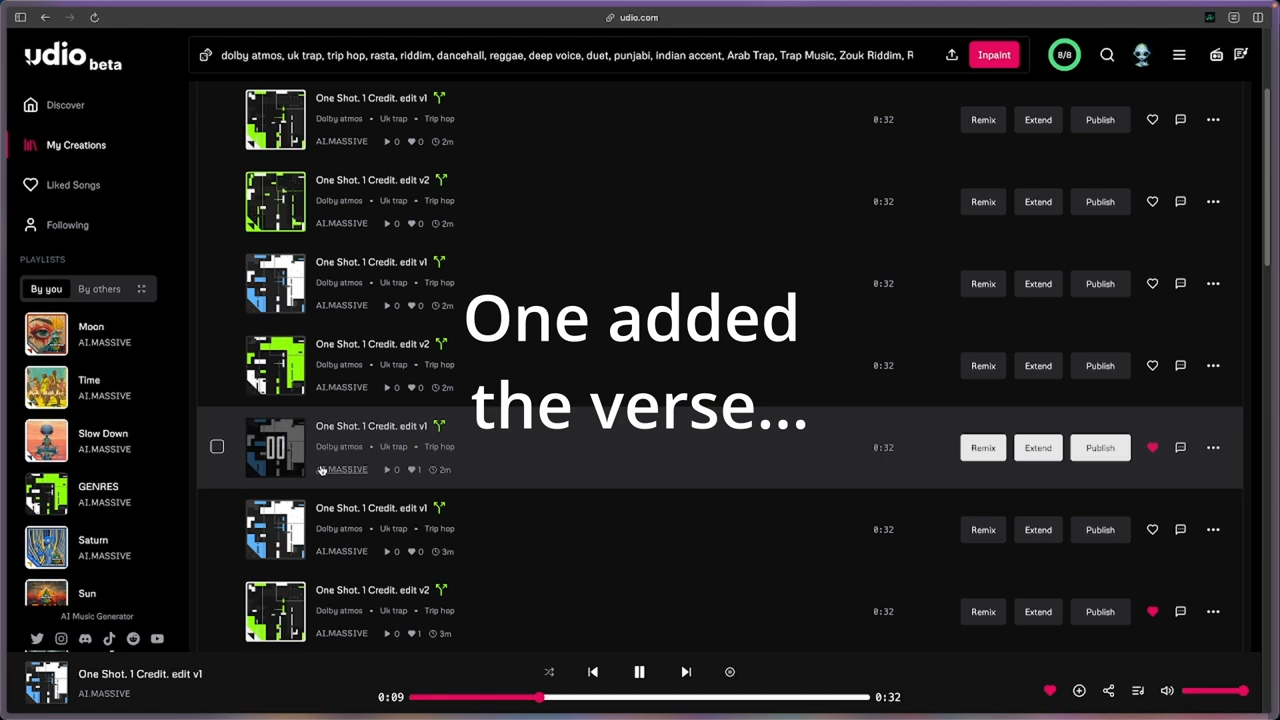 udio.com
udio beta
dolby atmos, uk trap, trip hop, rasta, riddim, dancehall, reggae, deep voice, duet, punjabi, indian accent, Arab Trap, Trap Music, Zouk Riddim, R
Inpaint
8/8
Discover
My Creations
Liked Songs
Following
PLAYLISTS
By you
By others
Moon
AI.MASSIVE
Time
AI.MASSIVE
Slow Down
AI.MASSIVE
GENRES
AI.MASSIVE
Saturn
AI.MASSIVE
Sun
AI Music Generator
One Shot. 1 Credit. edit v1
Dolby atmos • Uk trap • Trip hop
AI.MASSIVE 0 0 2m
0:32 Remix Extend Publish
One Shot. 1 Credit. edit v2
Dolby atmos • Uk trap • Trip hop
AI.MASSIVE 0 0 2m
0:32 Remix Extend Publish
One Shot. 1 Credit. edit v1
Dolby atmos • Uk trap • Trip hop
AI.MASSIVE 0 0 2m
0:32 Remix Extend Publish
One Shot. 1 Credit. edit v2
Dolby atmos • Uk trap • Trip hop
AI.MASSIVE 0 0 2m
0:32 Remix Extend Publish
One added
the verse...
One Shot. 1 Credit. edit v1
Dolby atmos • Uk trap • Trip hop
AI.MASSIVE 0 1 2m
0:32 Remix Extend Publish
One Shot. 1 Credit. edit v1
Dolby atmos • Uk trap • Trip hop
AI.MASSIVE 0 0 3m
0:32 Remix Extend Publish
One Shot. 1 Credit. edit v2
Dolby atmos • Uk trap • Trip hop
AI.MASSIVE 0 1 3m
0:32 Remix Extend Publish
One Shot. 1 Credit. edit v1
AI.MASSIVE
0:09
0:32